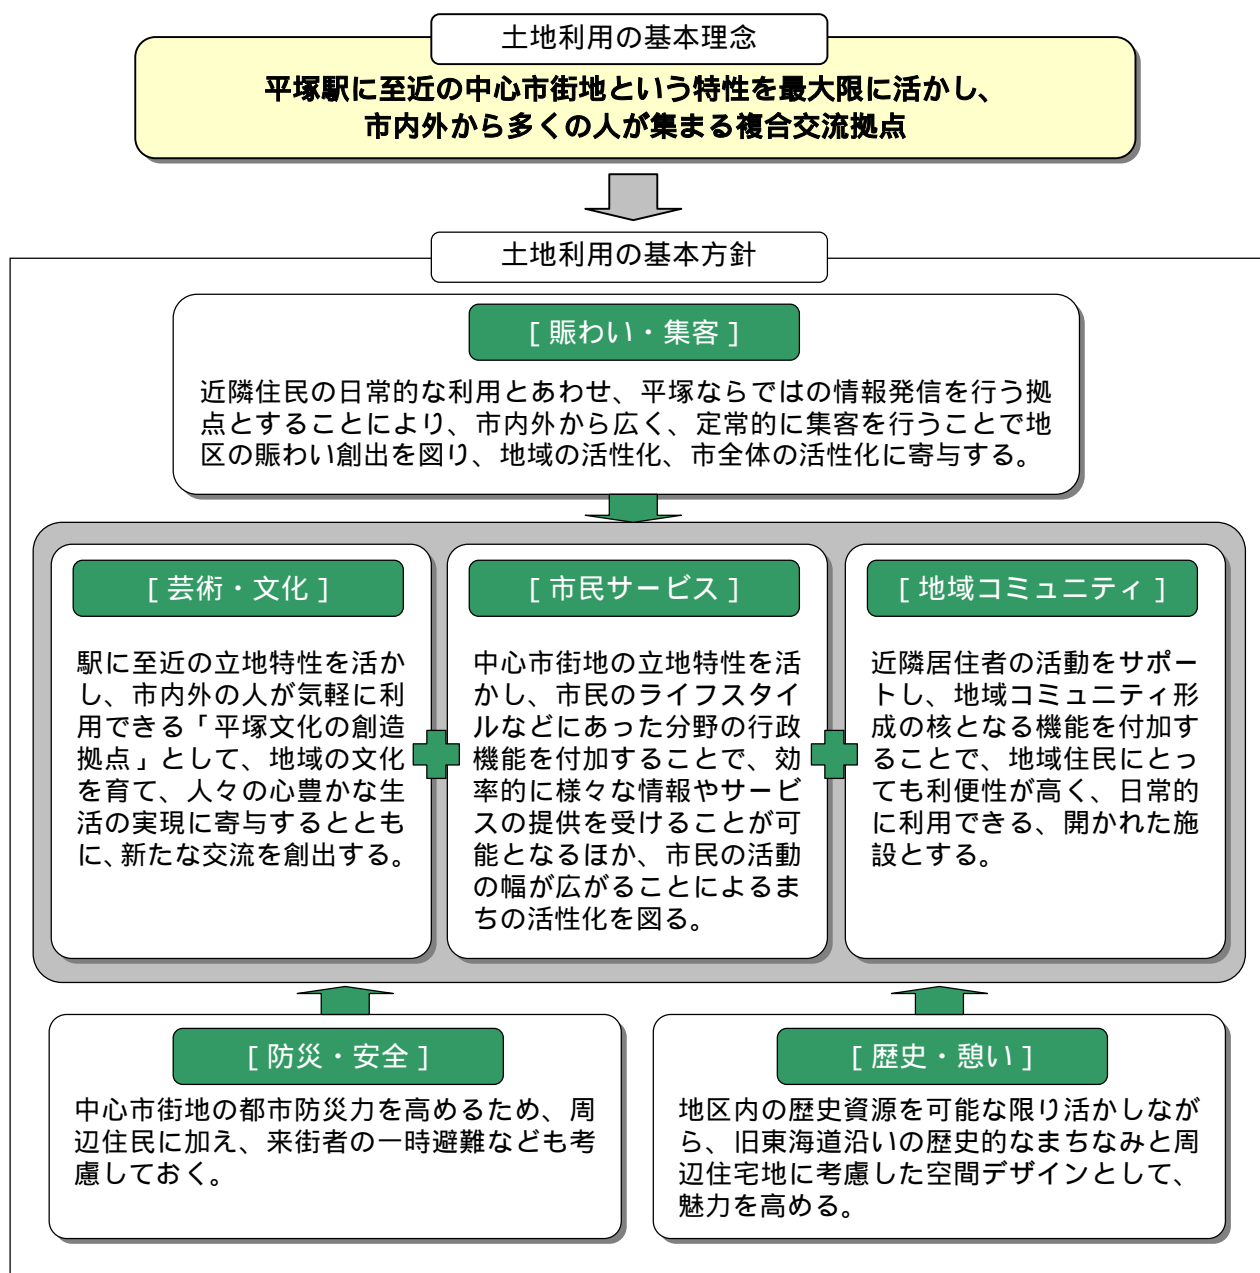 土地利用の基本理念
平塚駅に至近の中心市街地という特性を最大限に活かし、
市内外から多くの人が集まる複合交流拠点
土地利用の基本方針
[ 賑わい・集客 ]
近隣住民の日常的な利用とあわせ、平塚ならではの情報発信を行う拠
点とすることにより、市内外から広く、定常的に集客を行うことで地
区の賑わい創出を図り、地域の活性化、市全体の活性化に寄与する。
[ 芸術・文化 ]
駅に至近の立地特性を活か
し、市内外の人が気軽に利
用できる「平塚文化の創造
拠点」として、地域の文化
を育て、人々の心豊かな生
活の実現に寄与するととも
に、新たな交流を創出する。
[ 市民サービス ]
中心市街地の立地特性を活
かし、市民のライフスタイ
ルなどにあった分野の行政
機能を付加することで、効
率的に様々な情報やサービ
スの提供を受けることが可
能となるほか、市民の活動
の幅が広がることによるま
ちの活性化を図る。
[ 地域コミュニティ ]
近隣居住者の活動をサポー
トし、地域コミュニティ形
成の核となる機能を付加す
ることで、地域住民にとっ
ても利便性が高く、日常的
に利用できる、開かれた施
設とする。
[ 防災・安全 ]
中心市街地の都市防災力を高めるため、周
辺住民に加え、来街者の一時避難なども考
慮しておく。
[ 歴史・憩い ]
地区内の歴史資源を可能な限り活かしなが
ら、旧東海道沿いの歴史的なまちなみと周
辺住宅地に考慮した空間デザインとして、
魅力を高める。